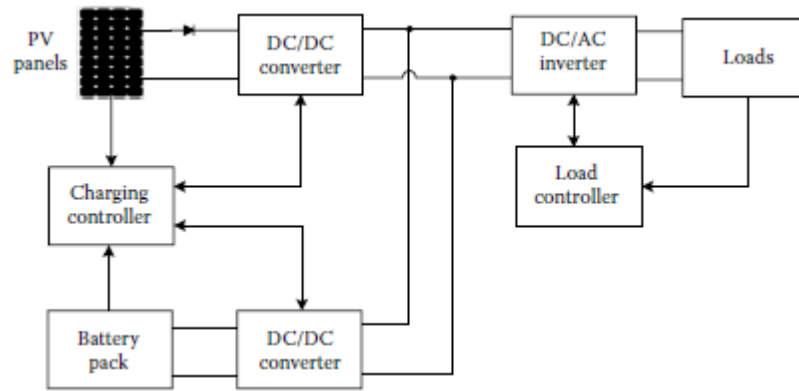 PV
panels
DC/DC
converter
DC/AC
inverter
Loads
Charging
controller
Load
controller
Battery
pack
DC/DC
converter